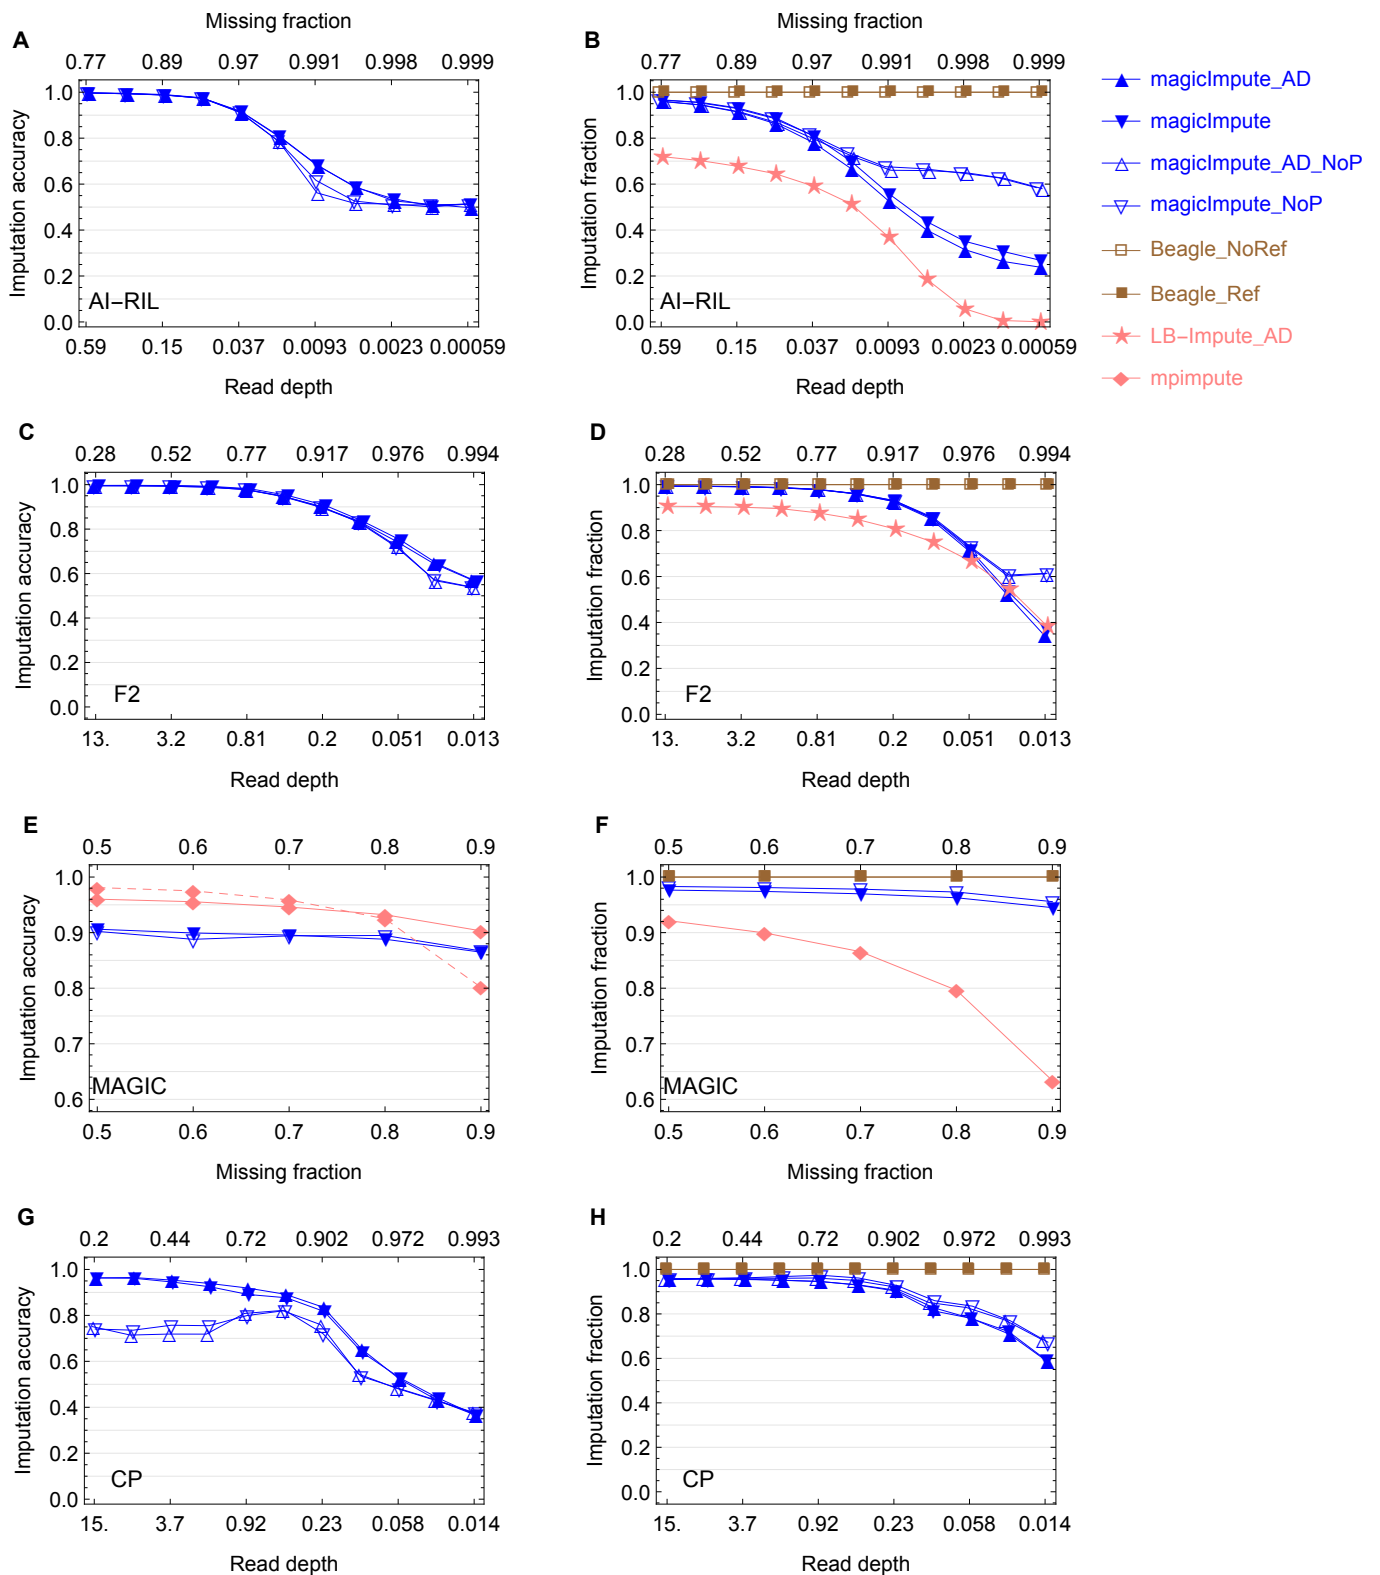 Missing fraction
Missing fraction
A
B
0.77 0.89 0.97 0.991 0.998 0.999
0.77 0.89 0.97 0.991 0.998 0.999
magicImpute_AD
magicImpute
magicImpute_AD_NoP
magicImpute_NoP
Beagle_NoRef
Beagle_Ref
LB-Impute_AD
mpimpute
1.0
0.8
0.6
0.4
0.2
0.0
Imputation accuracy
AI-RIL
0.59 0.15 0.037 0.0093 0.0023 0.00059
Read depth
1.0
0.8
0.6
0.4
0.2
0.0
Imputation fraction
AI-RIL
0.59 0.15 0.037 0.0093 0.0023 0.00059
Read depth
C
0.28 0.52 0.77 0.917 0.976 0.994
1.0
0.8
0.6
0.4
0.2
0.0
Imputation accuracy
F2
13. 3.2 0.81 0.2 0.051 0.013
Read depth
D
0.28 0.52 0.77 0.917 0.976 0.994
1.0
0.8
0.6
0.4
0.2
0.0
Imputation fraction
F2
13. 3.2 0.81 0.2 0.051 0.013
Read depth
E
0.5 0.6 0.7 0.8 0.9
1.0
0.9
0.8
0.7
0.6
Imputation accuracy
MAGIC
0.5 0.6 0.7 0.8 0.9
Missing fraction
F
0.5 0.6 0.7 0.8 0.9
1.0
0.9
0.8
0.7
0.6
Imputation fraction
MAGIC
0.5 0.6 0.7 0.8 0.9
Missing fraction
G
0.2 0.44 0.72 0.902 0.972 0.993
1.0
0.8
0.6
0.4
0.2
0.0
Imputation accuracy
CP
15. 3.7 0.92 0.23 0.058 0.014
Read depth
H
0.2 0.44 0.72 0.902 0.972 0.993
1.0
0.8
0.6
0.4
0.2
0.0
Imputation fraction
CP
15. 3.7 0.92 0.23 0.058 0.014
Read depth